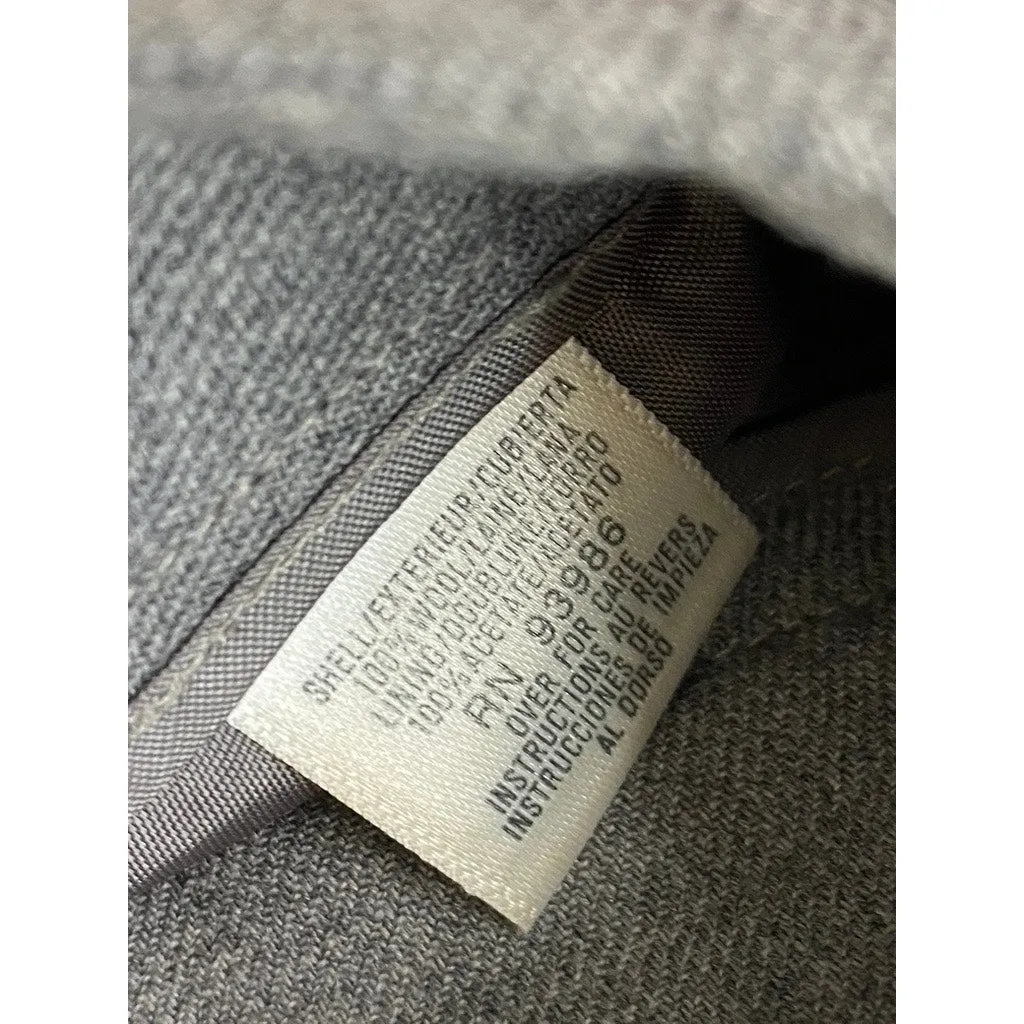 SHELL/EXTERIEUR/CUBIERTA
100% WOOL/LAINE/LANA
LINING/DOUBLURE/FORRO
100% ACETATE/ACETATO
RN 93986
OVER FOR CARE
INSTRUCTIONS AU REVERS
INSTRUCCIONES DE IMPIEZA
AL DORSO